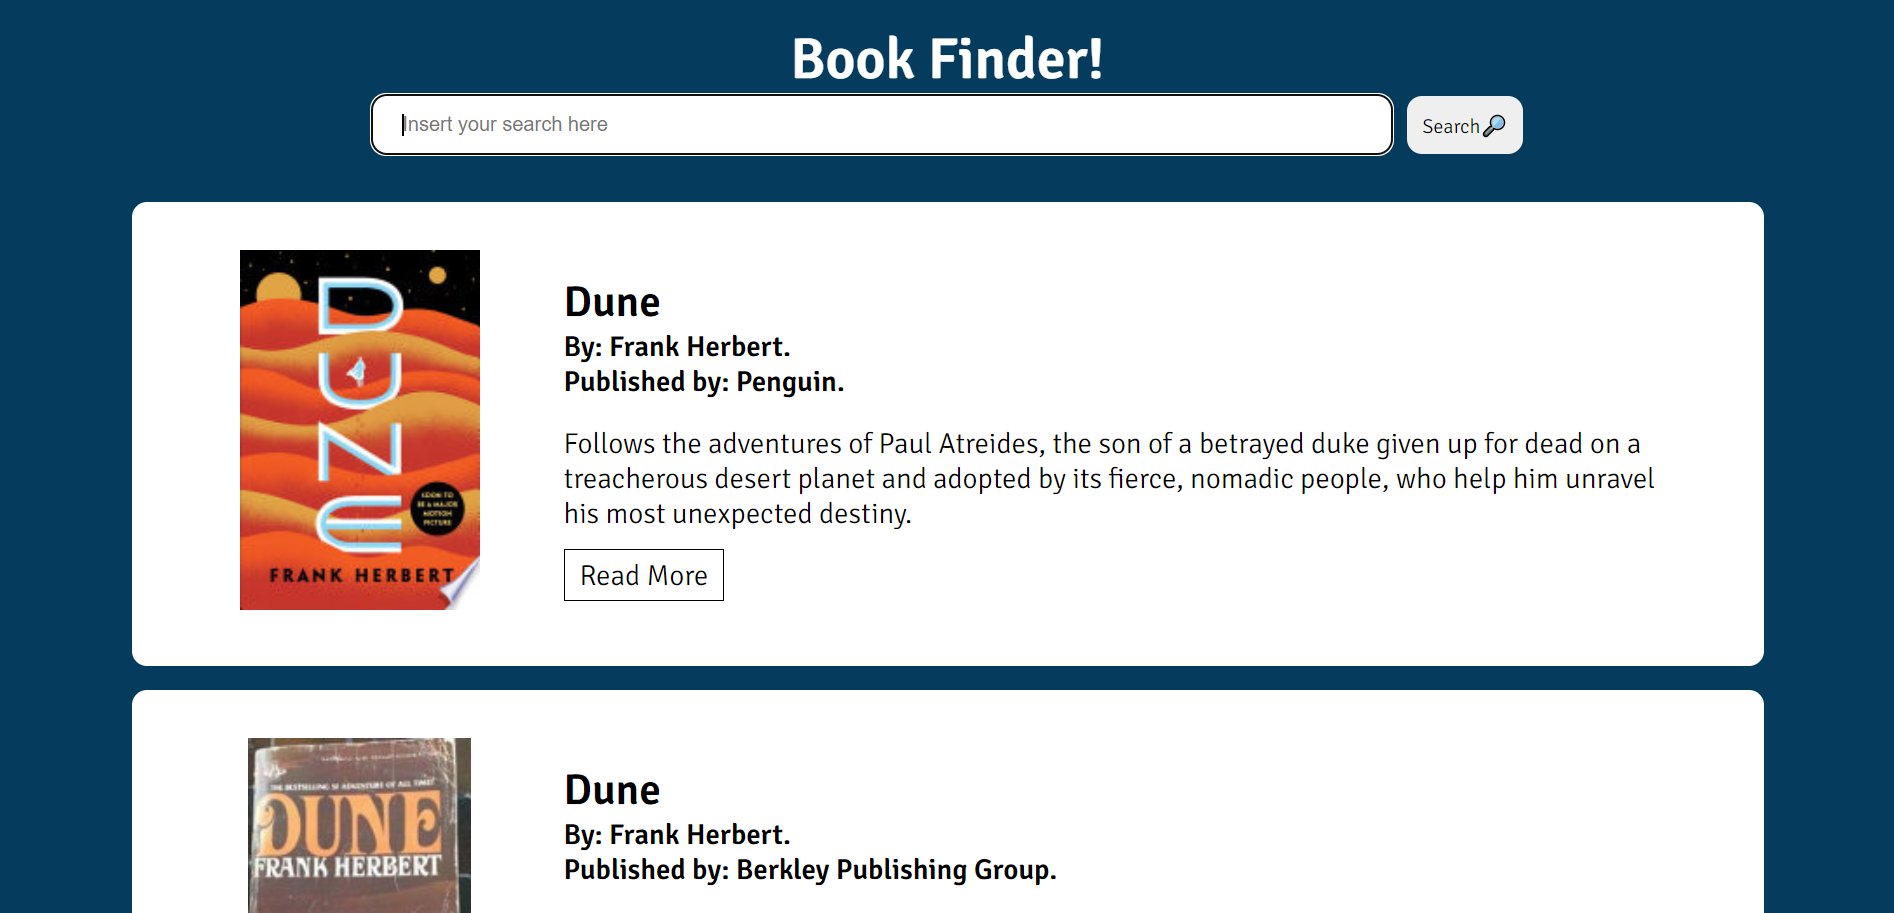 Book Finder!
Insert your search here
Search
DUNE
SOON TO
BE A MAJOR
MOTION
PICTURE
FRANK HERBERT
Dune
By: Frank Herbert.
Published by: Penguin.
Follows the adventures of Paul Atreides, the son of a betrayed duke given up for dead on a
treacherous desert planet and adopted by its fierce, nomadic people, who help him unravel
his most unexpected destiny.
Read More
THE BESTSELLING SF ADVENTURE OF ALL TIME!
DUNE
FRANK HERBERT
Dune
By: Frank Herbert.
Published by: Berkley Publishing Group.